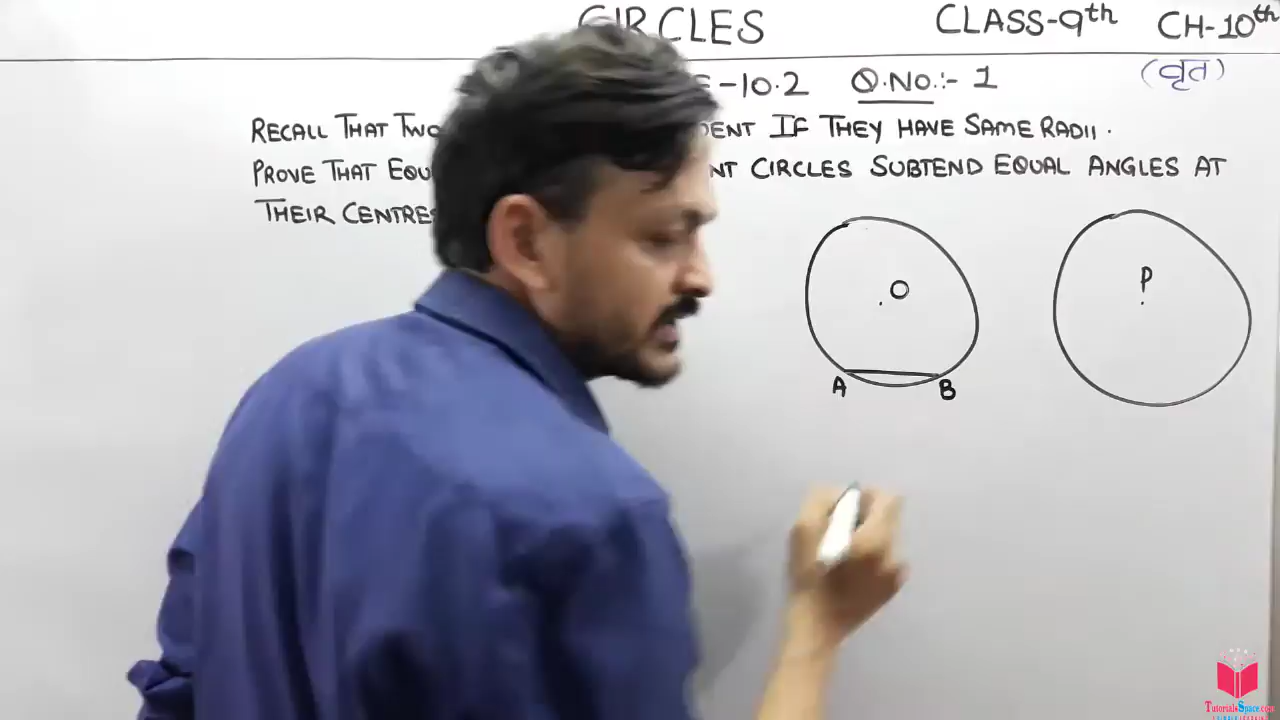 CIRCLES CLASS-9th CH-10th
-10.2 Q.No.:- 1 (वृत)
RECALL THAT TWO DENT IF THEY HAVE SAME RADII.
PROVE THAT EQU NT CIRCLES SUBTEND EQUAL ANGLES AT
THEIR CENTRES
O
P
A B
TutorialsSpace.com